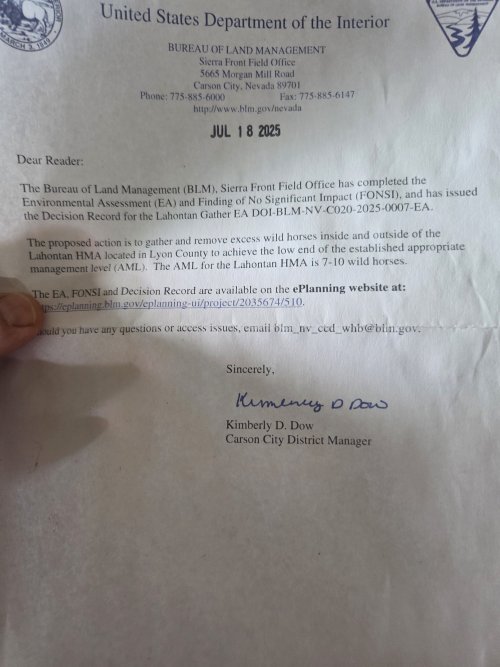 MARCH 3, 1849
United States Department of the Interior
BUREAU OF LAND MANAGEMENT
Sierra Front Field Office
5665 Morgan Mill Road
Carson City, Nevada 89701
Phone: 775-885-6000 Fax: 775-885-6147
http://www.blm.gov/nevada
JUL 18 2025
Dear Reader:
The Bureau of Land Management (BLM), Sierra Front Field Office has completed the
Environmental Assessment (EA) and Finding of No Significant Impact (FONSI), and has issued
the Decision Record for the Lahontan Gather EA DOI-BLM-NV-C020-2025-0007-EA.
The proposed action is to gather and remove excess wild horses inside and outside of the
Lahontan HMA located in Lyon County to achieve the low end of the established appropriate
management level (AML). The AML for the Lahontan HMA is 7-10 wild horses.
The EA, FONSI and Decision Record are available on the ePlanning website at:
ps://eplanning.blm.gov/eplanning-ui/project/2035674/510.
ould you have any questions or access issues, email blm_nv_ccd_whb@blm.gov.
Sincerely,
Kimberly D Dow
Kimberly D. Dow
Carson City District Manager